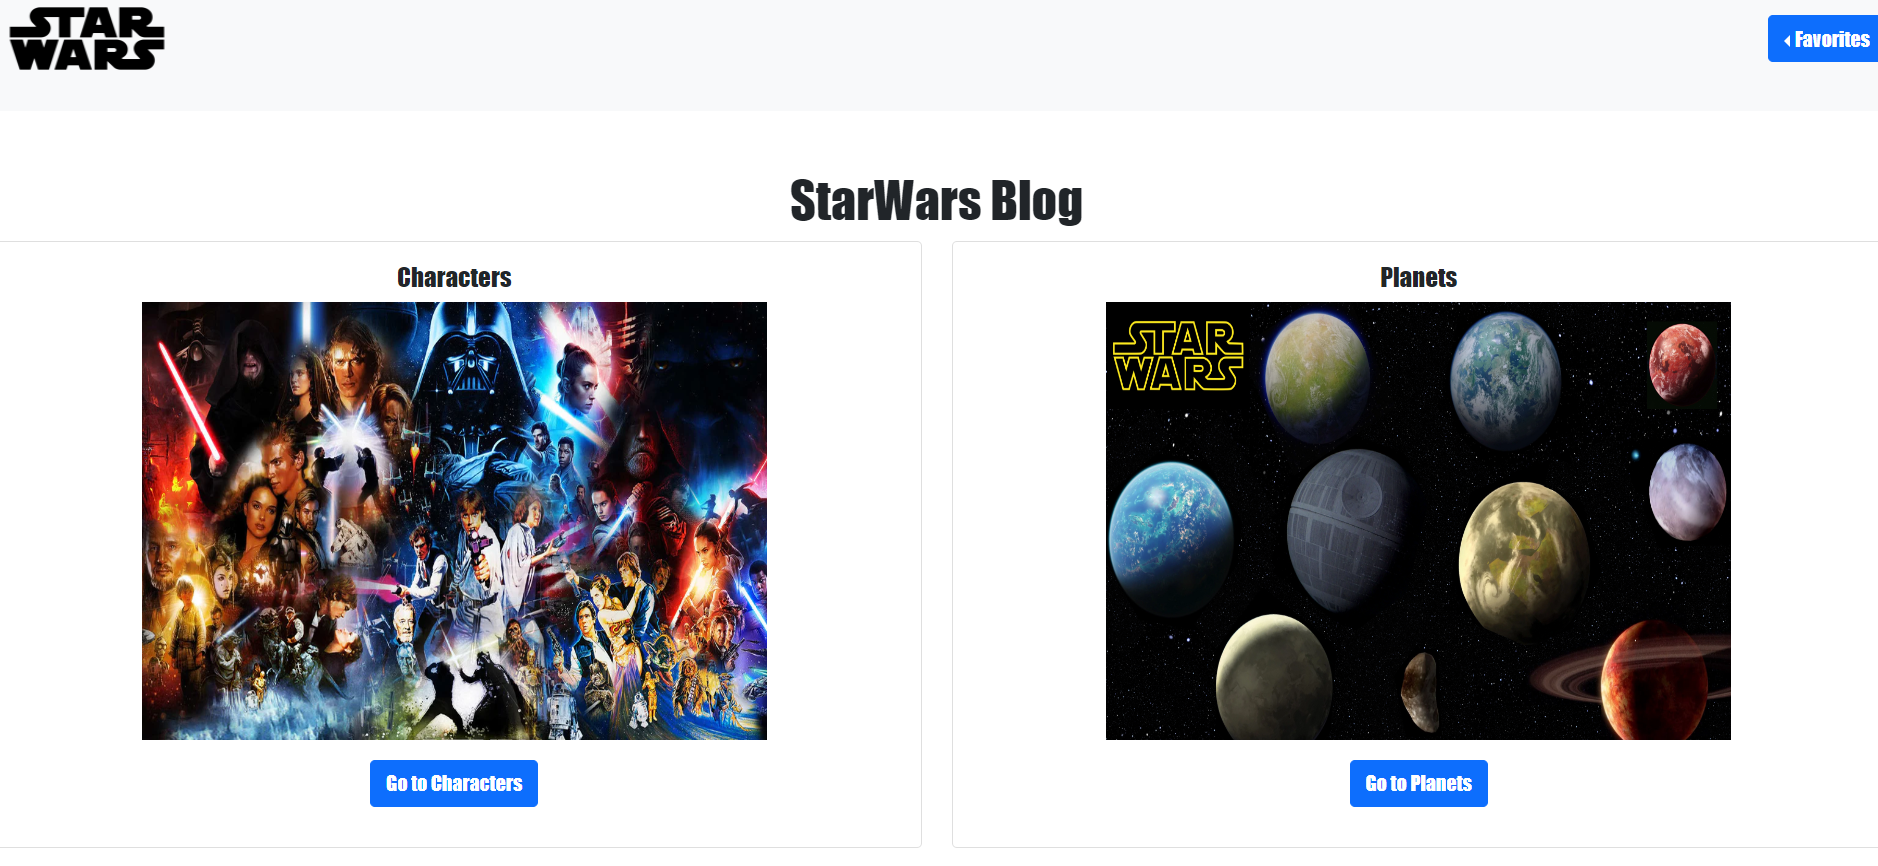 STAR
WARS
Favorites
StarWars Blog
Characters
Planets
STAR
WARS
Go to Characters
Go to Planets